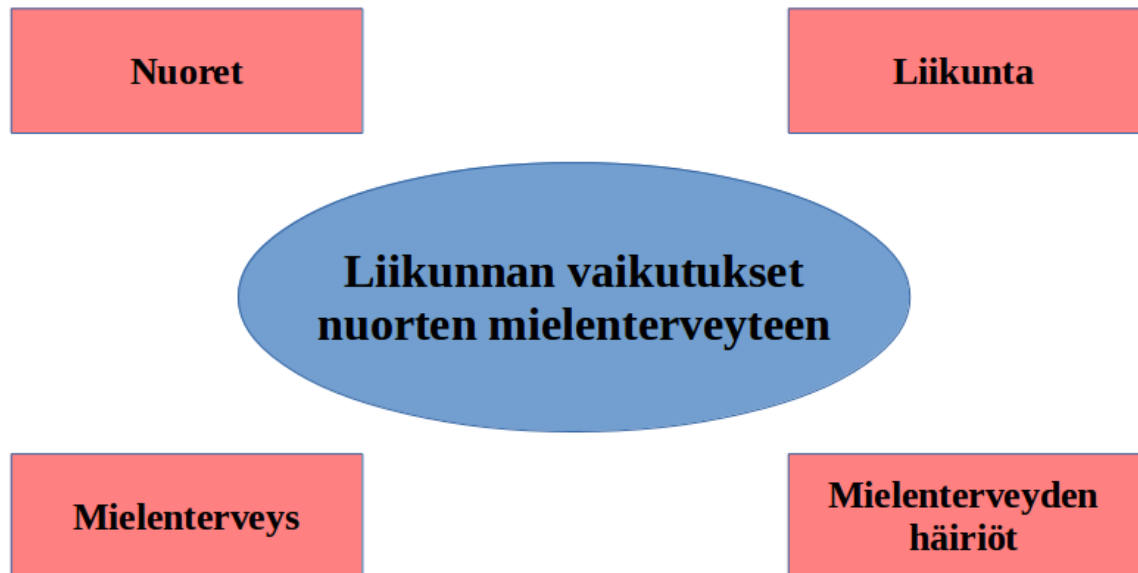 Nuoret
Liikunta
Liikunnan vaikutukset
nuorten mielenterveyteen
Mielenterveys
Mielenterveyden
häiriöt